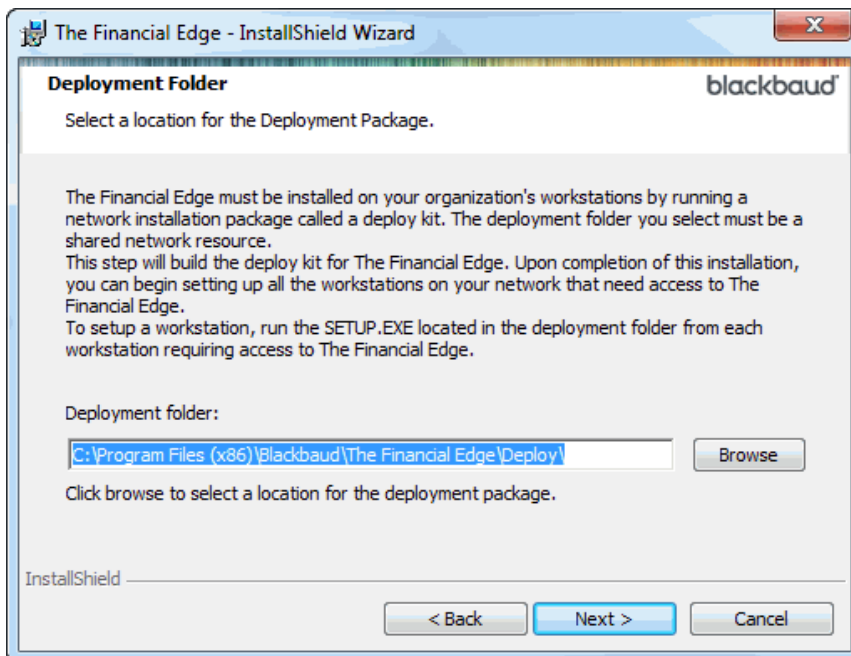 The Financial Edge - InstallShield Wizard
Deployment Folder
blackbaud
Select a location for the Deployment Package.
The Financial Edge must be installed on your organization's workstations by running a
network installation package called a deploy kit. The deployment folder you select must be a
shared network resource.
This step will build the deploy kit for The Financial Edge. Upon completion of this installation,
you can begin setting up all the workstations on your network that need access to The
Financial Edge.
To setup a workstation, run the SETUP.EXE located in the deployment folder from each
workstation requiring access to The Financial Edge.
Deployment folder:
C:\Program Files (x86)\Blackbaud\The Financial Edge\Deploy\
Browse
Click browse to select a location for the deployment package.
InstallShield
< Back
Next >
Cancel